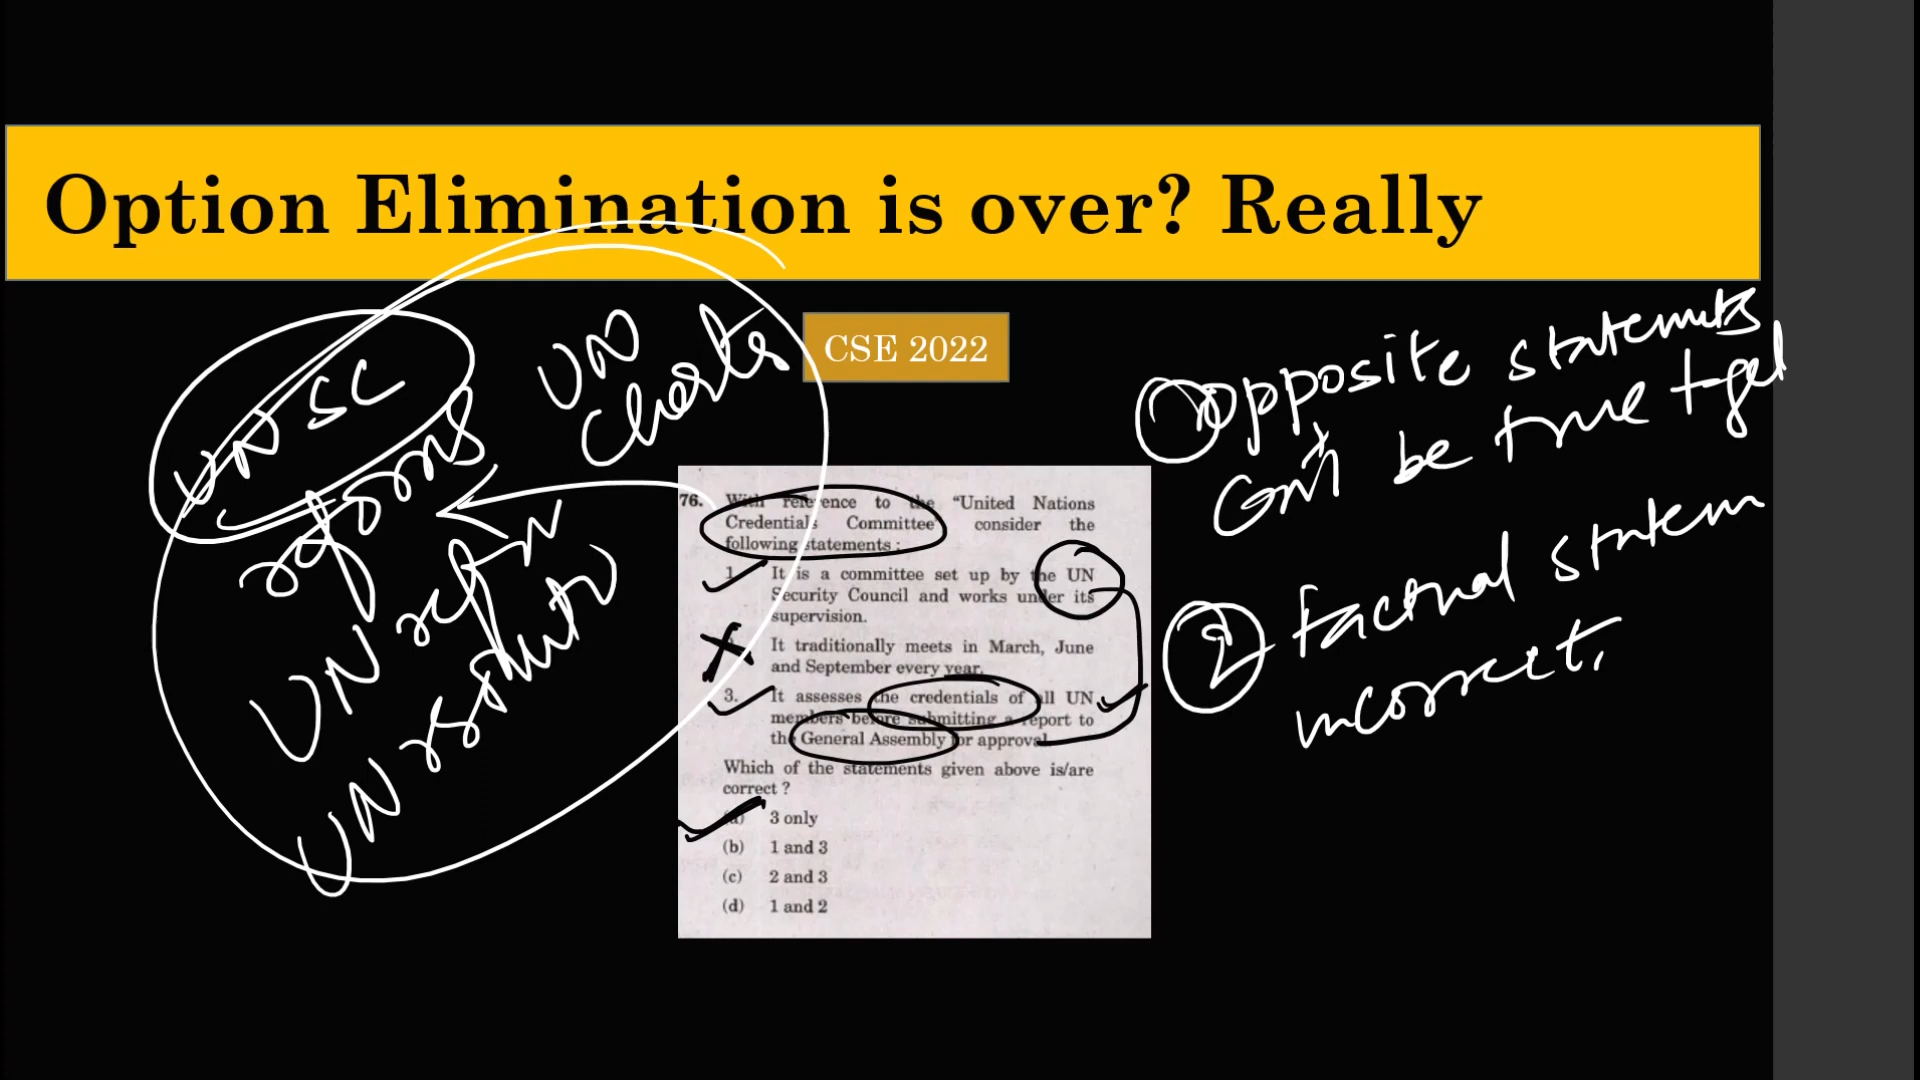 Option Elimination is over? Really
CSE 2022
UNSC
reforms
UN
UN
UN resolut
① Opposite statements
Can't be true toget
② factual statem
incorrect.
76. With reference to the "United Nations
Credentials Committee" consider the
following statements :
1. It is a committee set up by the UN
Security Council and works under its
supervision.
It traditionally meets in March, June
and September every year.
3. It assesses the credentials of all UN
members before submitting a report to
the General Assembly for approval.
Which of the statements given above is/are
correct ?
(a) 3 only
(b) 1 and 3
(c) 2 and 3
(d) 1 and 2